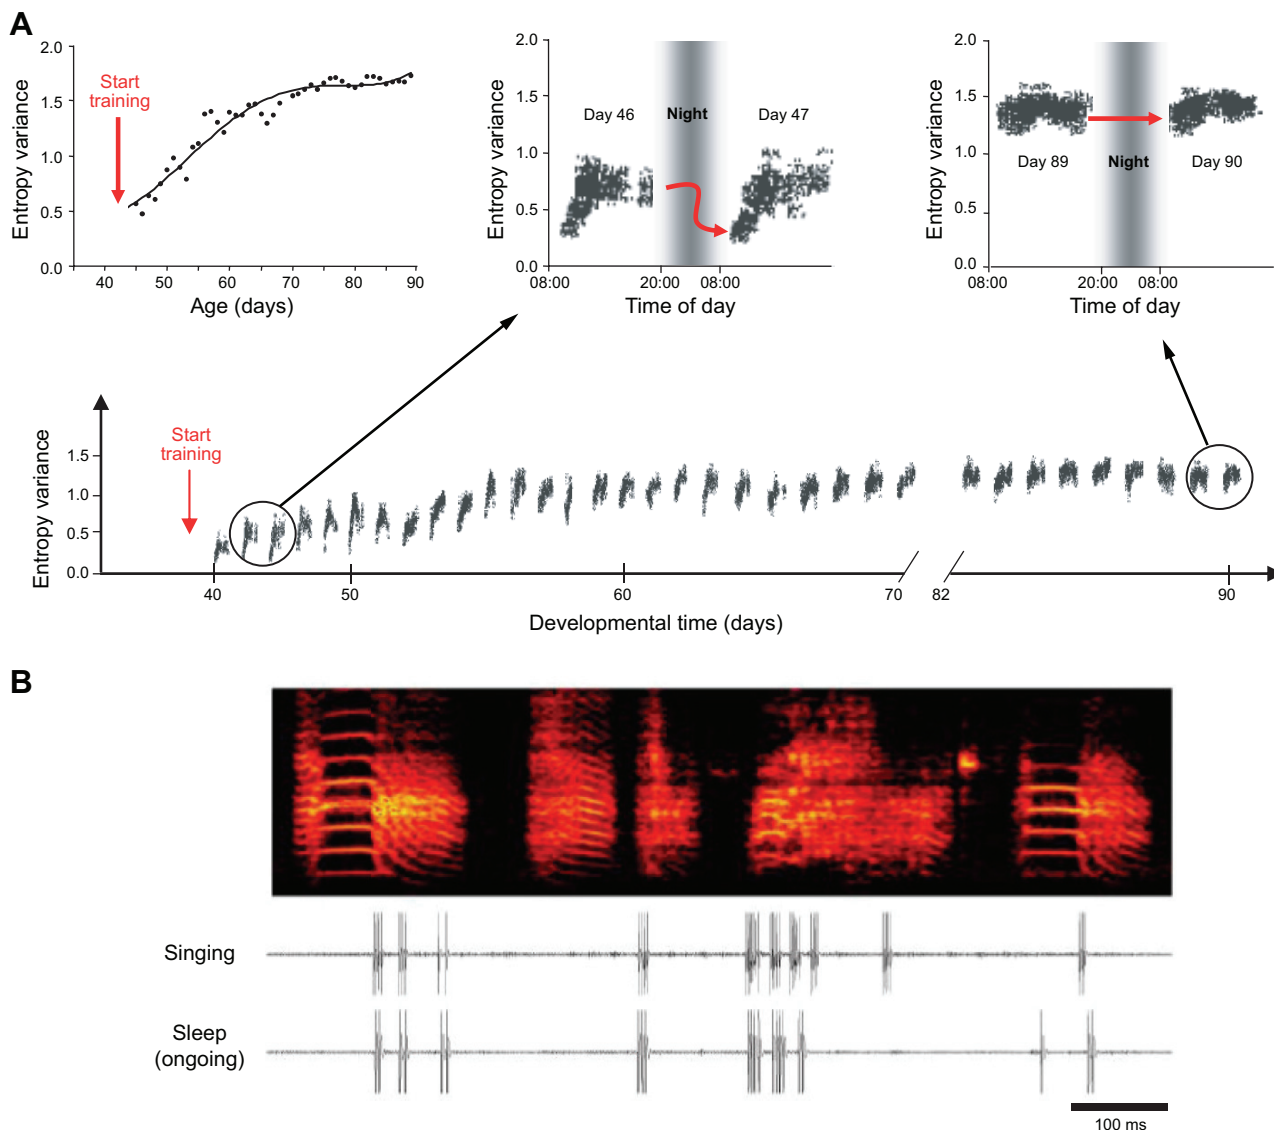 A
2.0
1.5
1.0
0.5
0.0
Entropy variance
Start
training
40 50 60 70 80 90
Age (days)
2.0
1.5
1.0
0.5
0.0
Entropy variance
Day 46
Night
Day 47
08:00 20:00 08:00
Time of day
2.0
1.5
1.0
0.5
0.0
Entropy variance
Day 89
Night
Day 90
08:00 20:00 08:00
Time of day
Entropy variance
1.5
1.0
0.5
0.0
Start
training
40 50 60 70 82 90
Developmental time (days)
B
Singing
Sleep
(ongoing)
100 ms